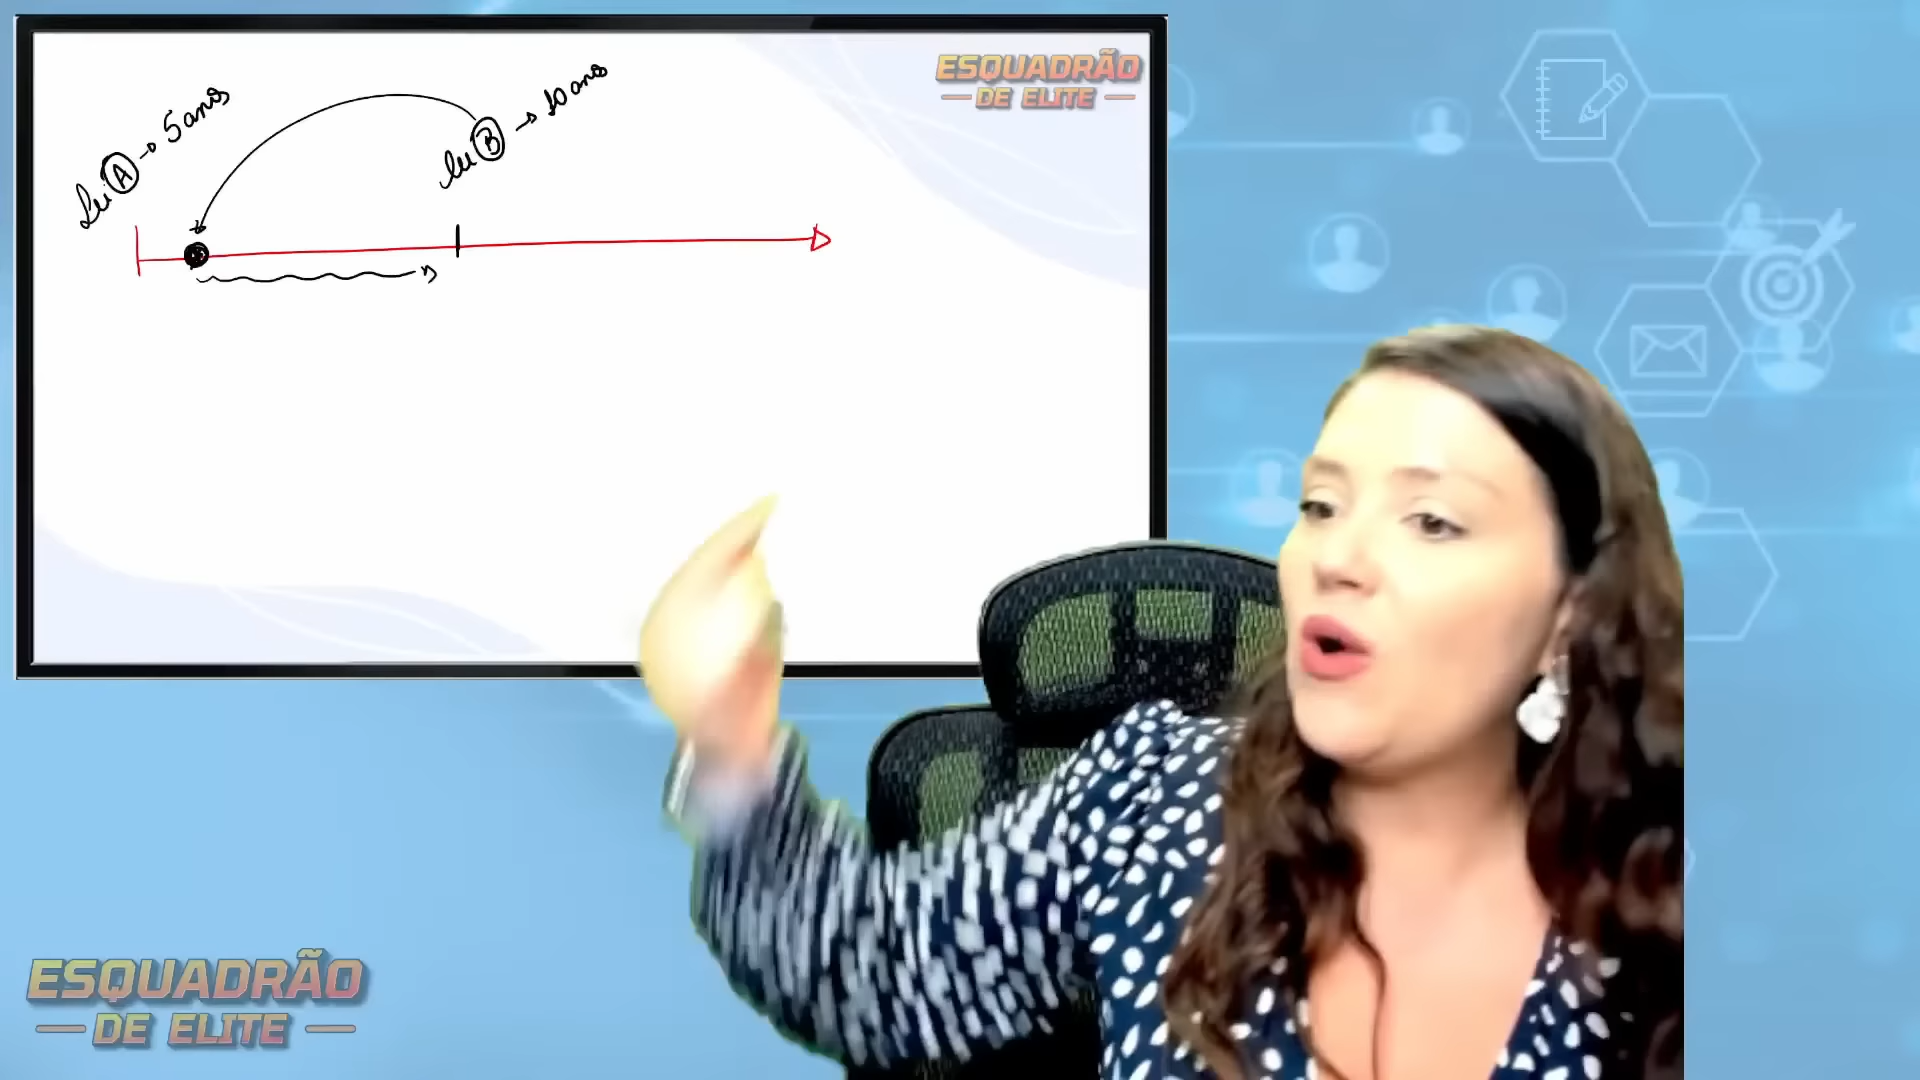 ESQUADRÃO
DE ELITE
Lei A → 5 anos
lei B → 10 anos
ESQUADRÃO
DE ELITE